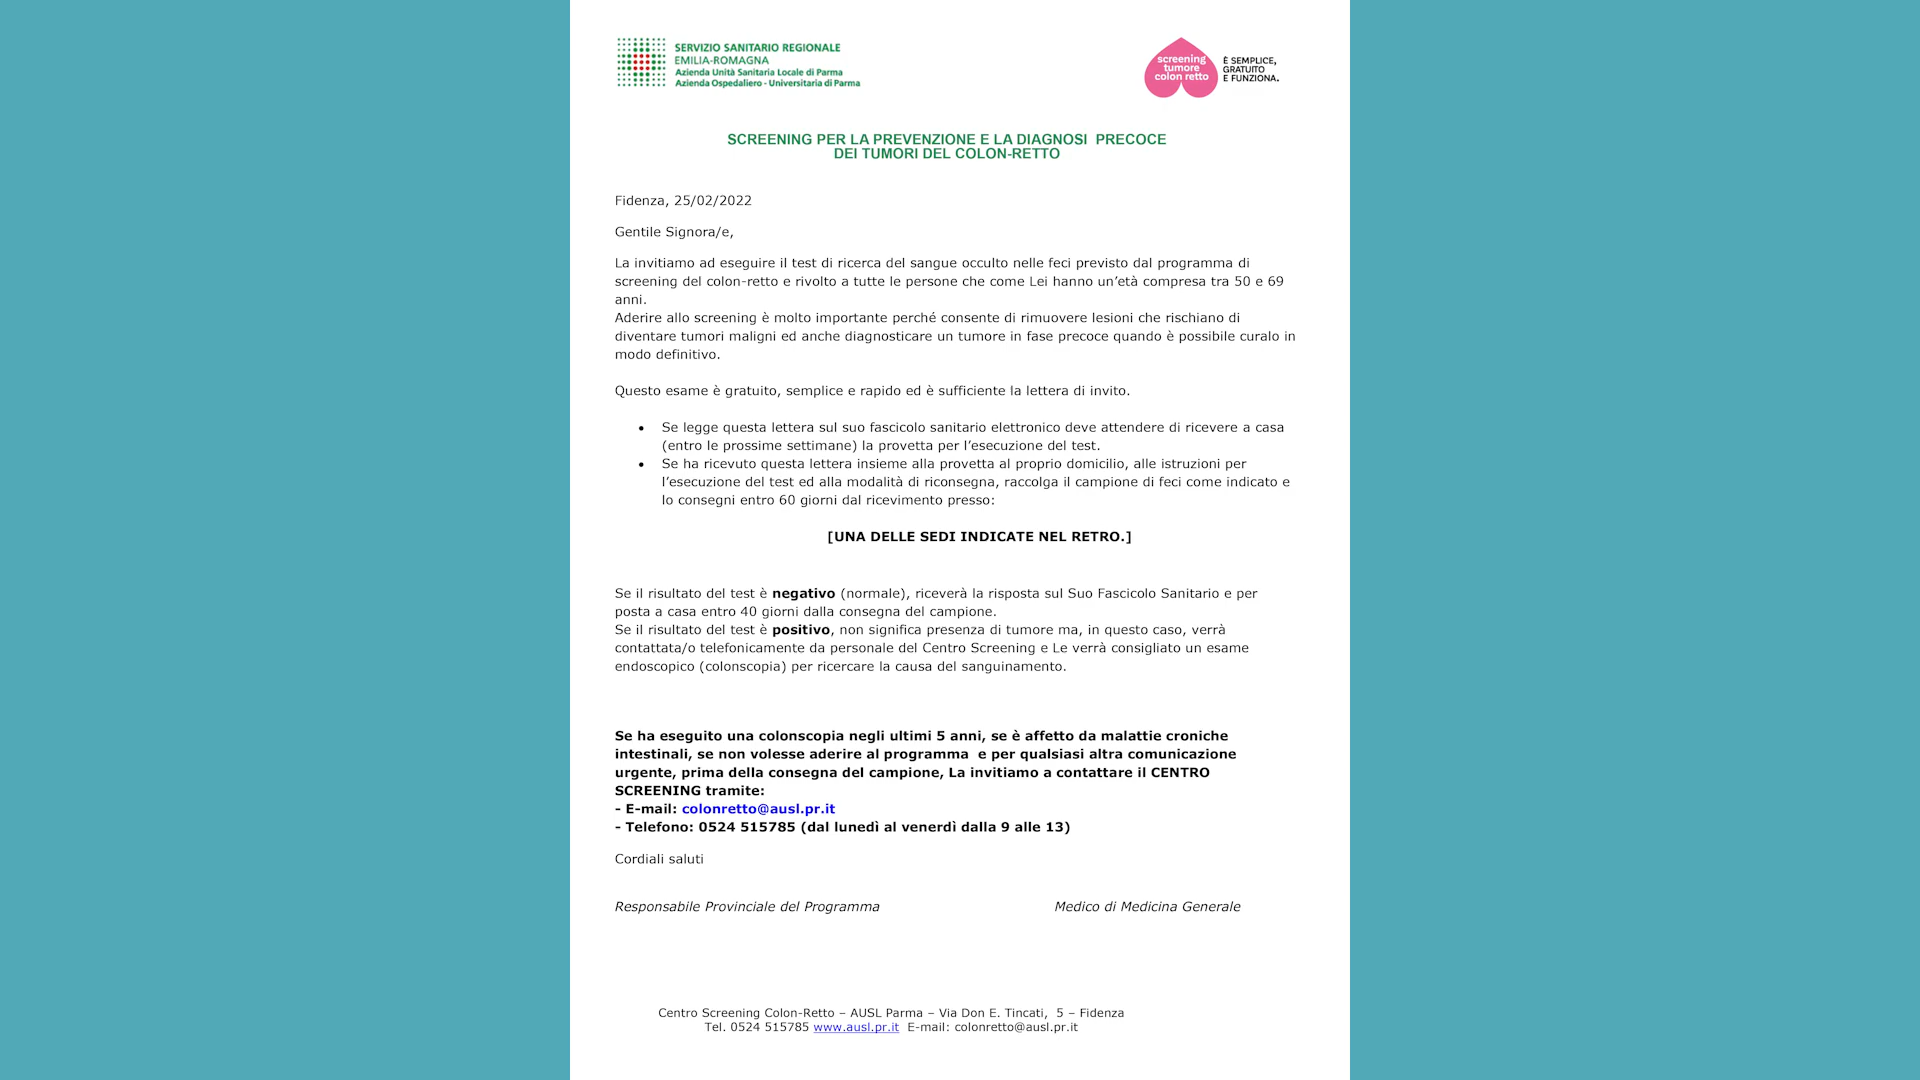 SERVIZIO SANITARIO REGIONALE
EMILIA-ROMAGNA
Azienda Unità Sanitaria Locale di Parma
Azienda Ospedaliero - Universitaria di Parma
screening
tumore
colon retto
È SEMPLICE,
GRATUITO
E FUNZIONA.
SCREENING PER LA PREVENZIONE E LA DIAGNOSI PRECOCE
DEI TUMORI DEL COLON-RETTO
Fidenza, 25/02/2022
Gentile Signora/e,
La invitiamo ad eseguire il test di ricerca del sangue occulto nelle feci previsto dal programma di
screening del colon-retto e rivolto a tutte le persone che come Lei hanno un'età compresa tra 50 e 69
anni.
Aderire allo screening è molto importante perché consente di rimuovere lesioni che rischiano di
diventare tumori maligni ed anche diagnosticare un tumore in fase precoce quando è possibile curalo in
modo definitivo.
Questo esame è gratuito, semplice e rapido ed è sufficiente la lettera di invito.
• Se legge questa lettera sul suo fascicolo sanitario elettronico deve attendere di ricevere a casa
(entro le prossime settimane) la provetta per l'esecuzione del test.
• Se ha ricevuto questa lettera insieme alla provetta al proprio domicilio, alle istruzioni per
l'esecuzione del test ed alla modalità di riconsegna, raccolga il campione di feci come indicato e
lo consegni entro 60 giorni dal ricevimento presso:
[UNA DELLE SEDI INDICATE NEL RETRO.]
Se il risultato del test è negativo (normale), riceverà la risposta sul Suo Fascicolo Sanitario e per
posta a casa entro 40 giorni dalla consegna del campione.
Se il risultato del test è positivo, non significa presenza di tumore ma, in questo caso, verrà
contattata/o telefonicamente da personale del Centro Screening e Le verrà consigliato un esame
endoscopico (colonscopia) per ricercare la causa del sanguinamento.
Se ha eseguito una colonscopia negli ultimi 5 anni, se è affetto da malattie croniche
intestinali, se non volesse aderire al programma e per qualsiasi altra comunicazione
urgente, prima della consegna del campione, La invitiamo a contattare il CENTRO
SCREENING tramite:
- E-mail: colonretto@ausl.pr.it
- Telefono: 0524 515785 (dal lunedì al venerdì dalla 9 alle 13)
Cordiali saluti
Responsabile Provinciale del Programma Medico di Medicina Generale
Centro Screening Colon-Retto – AUSL Parma – Via Don E. Tincati, 5 – Fidenza
Tel. 0524 515785 www.ausl.pr.it E-mail: colonretto@ausl.pr.it